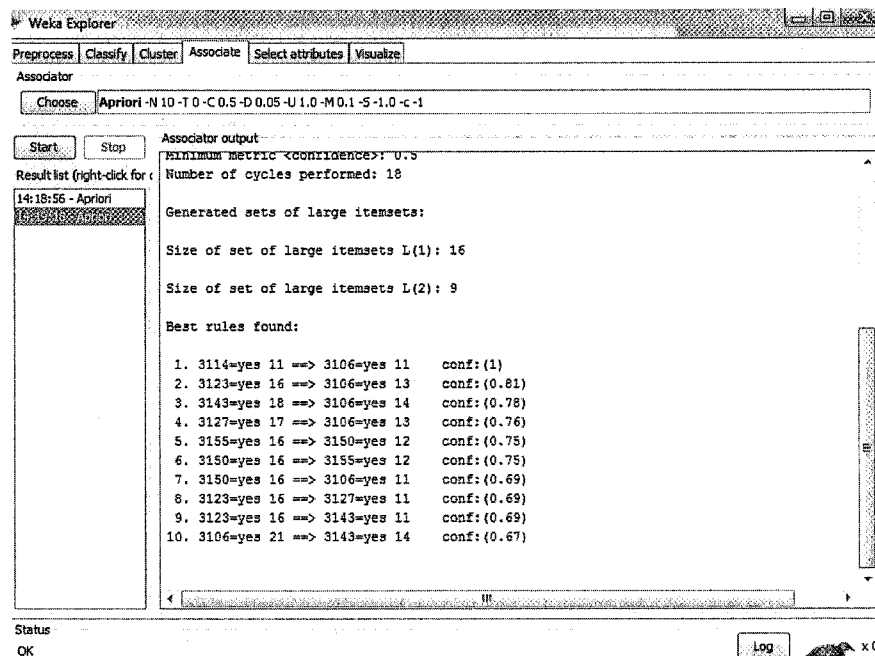 Weka Explorer
Preprocess Classify Cluster Associate Select attributes Visualize
Associator
Choose Apriori -N 10 -T 0 -C 0.5 -D 0.05 -U 1.0 -M 0.1 -S -1.0 -c -1
Start Stop
Result list (right-click for
14:18:56 - Apriori
Associator output
Minimum metric <confidence>: 0.5
Number of cycles performed: 18
Generated sets of large itemsets:
Size of set of large itemsets L(1): 16
Size of set of large itemsets L(2): 9
Best rules found:
1. 3114=yes 11 ==> 3106=yes 11 conf:(1)
2. 3123=yes 16 ==> 3106=yes 13 conf:(0.81)
3. 3143=yes 18 ==> 3106=yes 14 conf:(0.78)
4. 3127=yes 17 ==> 3106=yes 13 conf:(0.76)
5. 3155=yes 16 ==> 3150=yes 12 conf:(0.75)
6. 3150=yes 16 ==> 3155=yes 12 conf:(0.75)
7. 3150=yes 16 ==> 3106=yes 11 conf:(0.69)
8. 3123=yes 16 ==> 3127=yes 11 conf:(0.69)
9. 3123=yes 16 ==> 3143=yes 11 conf:(0.69)
10. 3106=yes 21 ==> 3143=yes 14 conf:(0.67)
Status
OK
Log
x 0